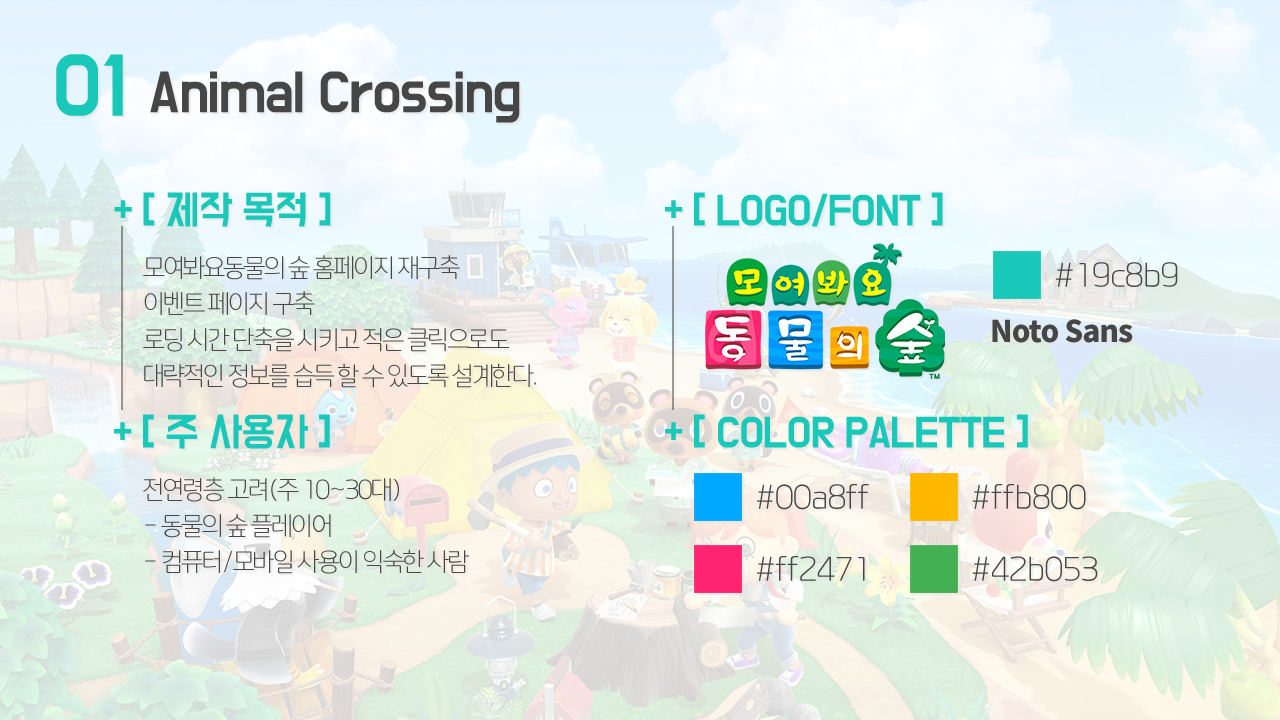 01 Animal Crossing
+ [ 제작 목적 ]
모여봐요동물의 숲 홈페이지 재구축
이벤트 페이지 구축
로딩 시간 단축을 시키고 적은 클릭으로도
대략적인 정보를 습득 할 수 있도록 설계한다.
+ [ 주 사용자 ]
전연령층 고려(주 10~30대)
- 동물의 숲 플레이어
- 컴퓨터/모바일 사용이 익숙한 사람
+ [ LOGO/FONT ]
모여봐요
동물의 숲
TM
#19c8b9
Noto Sans
+ [ COLOR PALETTE ]
#00a8ff
#ffb800
#ff2471
#42b053